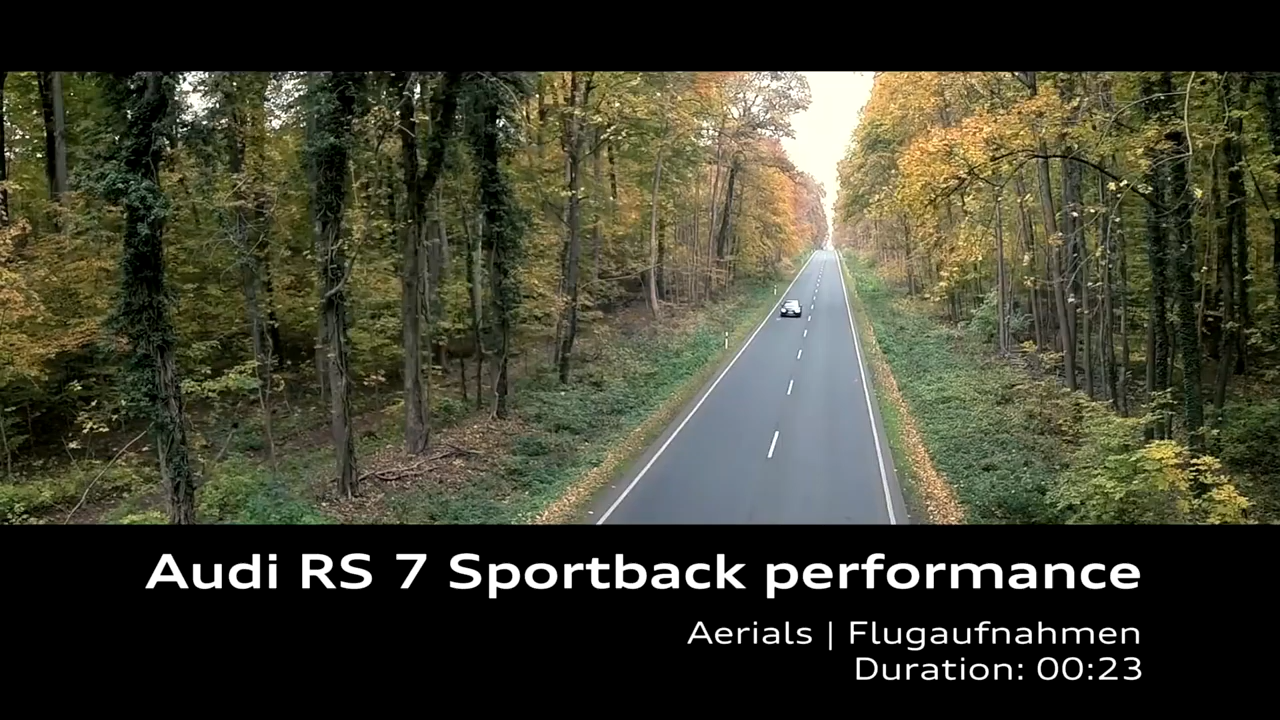 Audi RS 7 Sportback performance
Aerials | Flugaufnahmen
Duration: 00:23